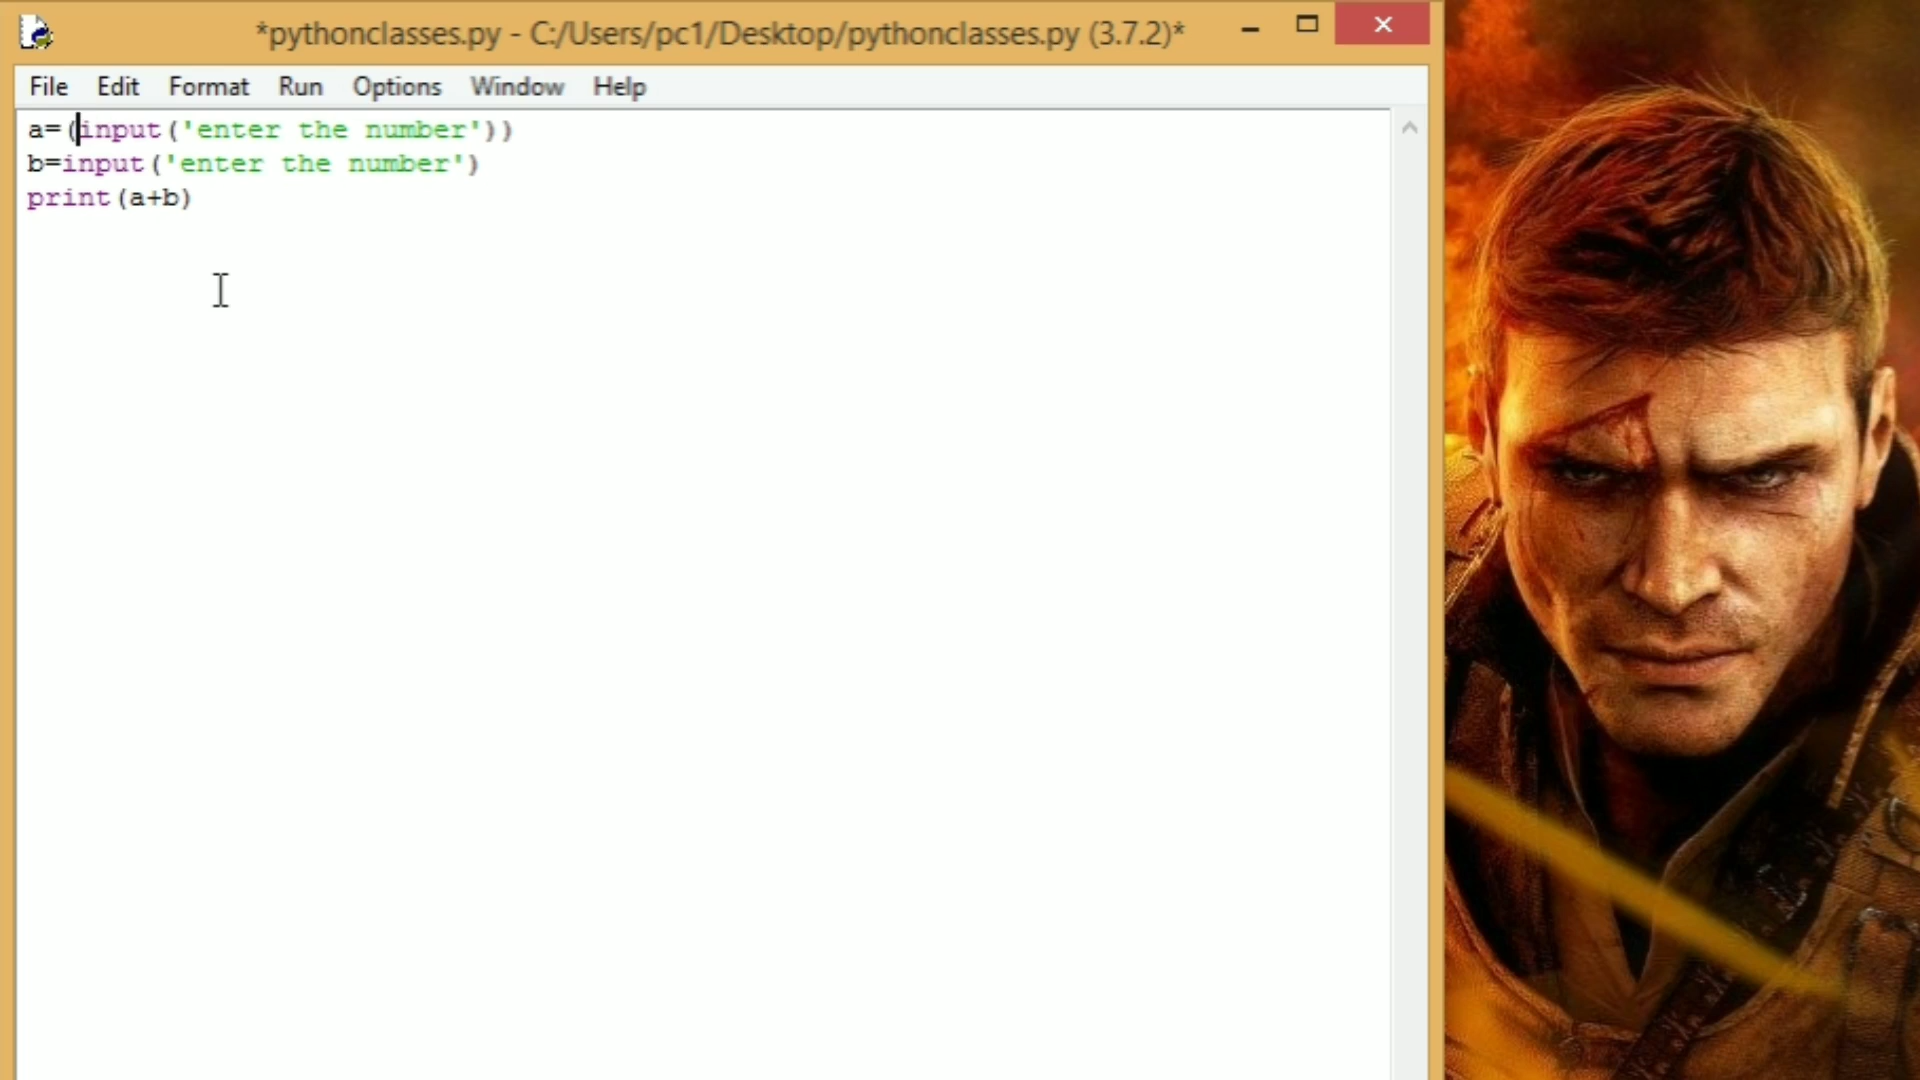 *pythonclasses.py - C:/Users/pc1/Desktop/pythonclasses.py (3.7.2)*
File Edit Format Run Options Window Help
a=(input('enter the number'))
b=input('enter the number')
print(a+b)